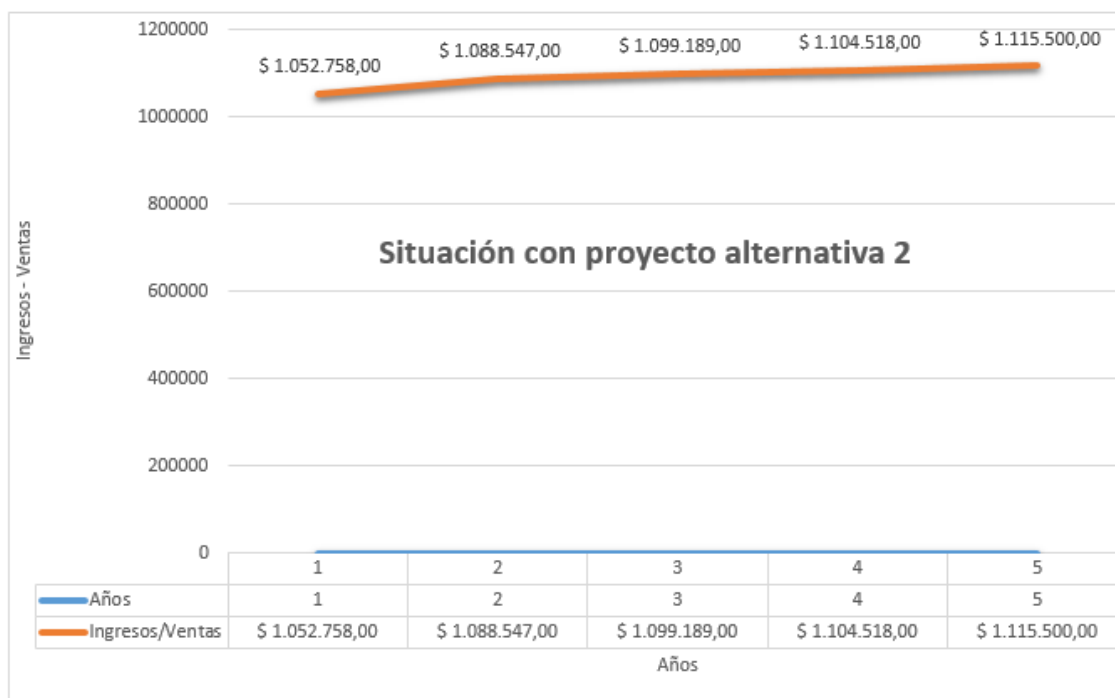 1200000
$ 1.052.758,00 $ 1.088.547,00 $ 1.099.189,00 $ 1.104.518,00 $ 1.115.500,00
1000000
800000
Situación con proyecto alternativa 2
Ingresos - Ventas
600000
400000
200000
0
1 2 3 4 5
Años 1 2 3 4 5
Ingresos/Ventas $ 1.052.758,00 $ 1.088.547,00 $ 1.099.189,00 $ 1.104.518,00 $ 1.115.500,00
Años